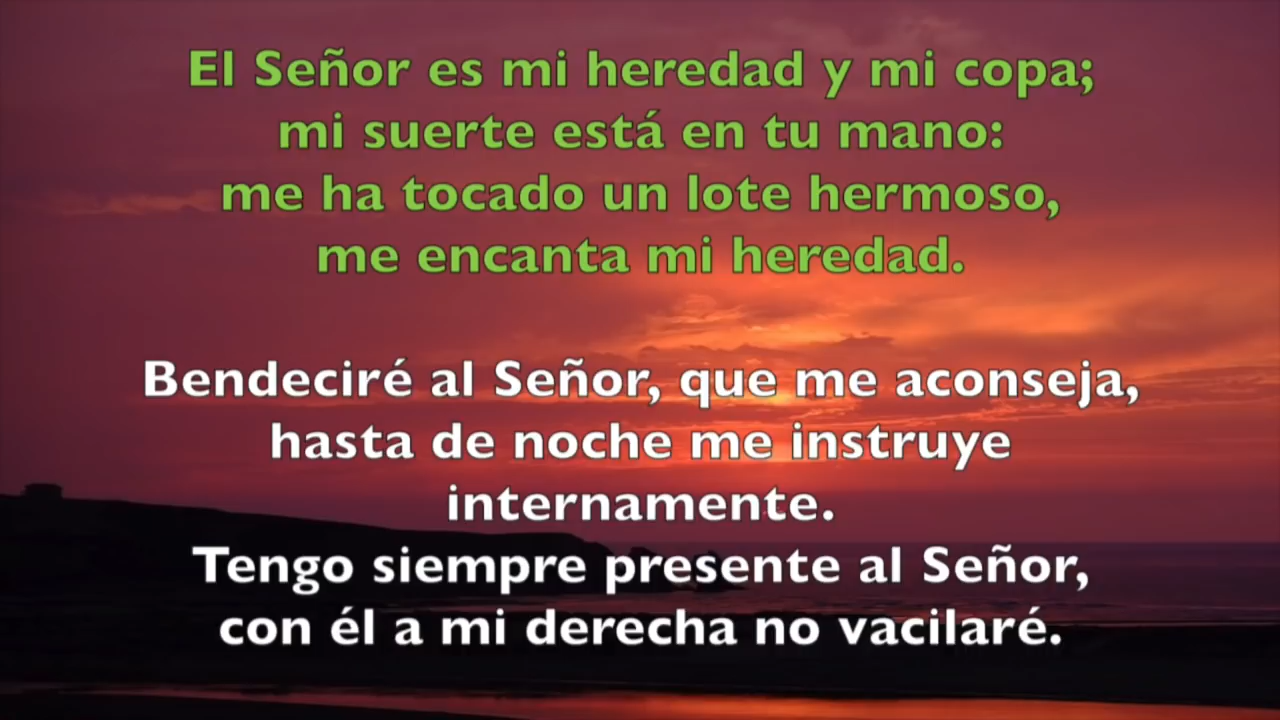 El Señor es mi heredad y mi copa;
mi suerte está en tu mano:
me ha tocado un lote hermoso,
me encanta mi heredad.
Bendeciré al Señor, que me aconseja,
hasta de noche me instruye
internamente.
Tengo siempre presente al Señor,
con él a mi derecha no vacilaré.